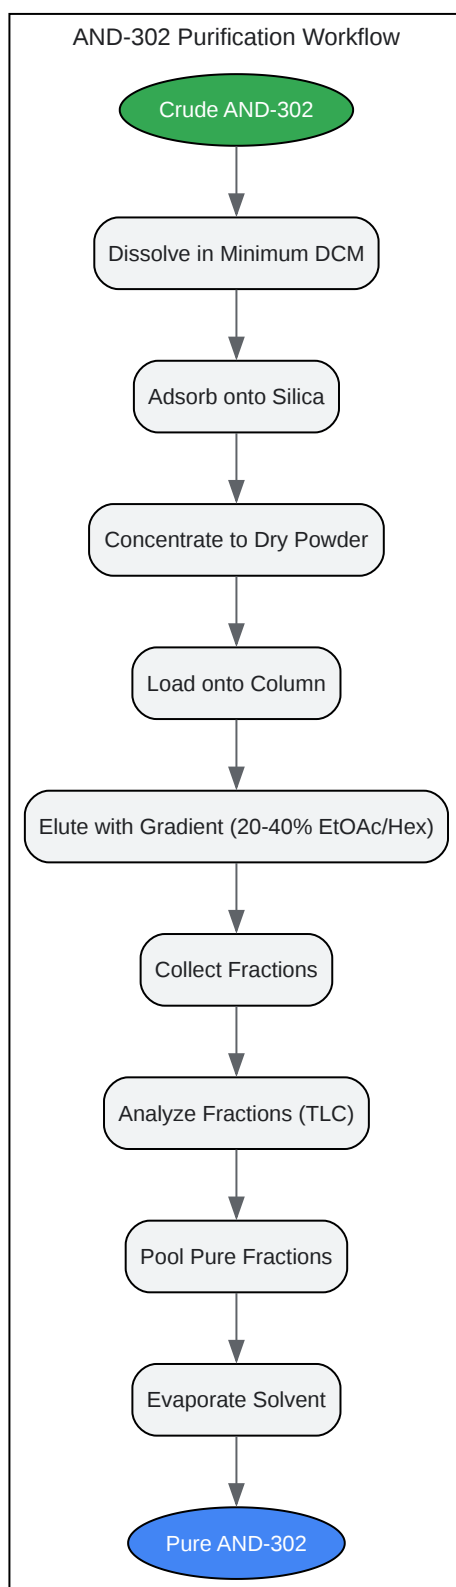 AND-302 Purification Workflow
Crude AND-302
Dissolve in Minimum DCM
Adsorb onto Silica
Concentrate to Dry Powder
Load onto Column
Elute with Gradient (20-40% EtOAc/Hex)
Collect Fractions
Analyze Fractions (TLC)
Pool Pure Fractions
Evaporate Solvent
Pure AND-302